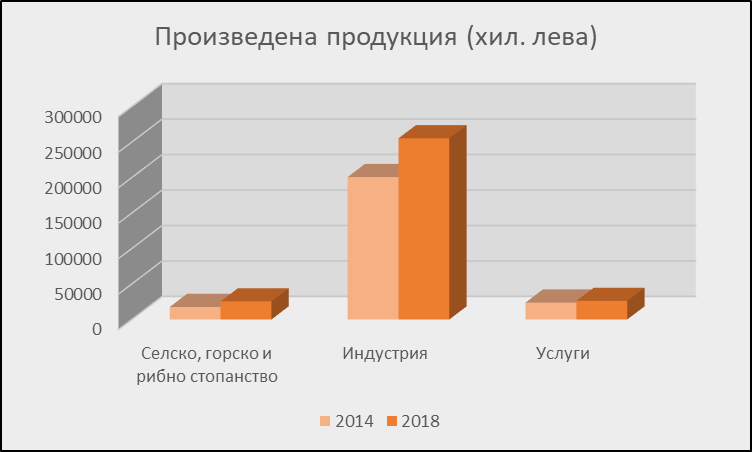 Произведена продукция (хил. лева)
300000
250000
200000
150000
100000
50000
0
Селско, горско и
рибно стопанство
Индустрия
Услуги
2014
2018